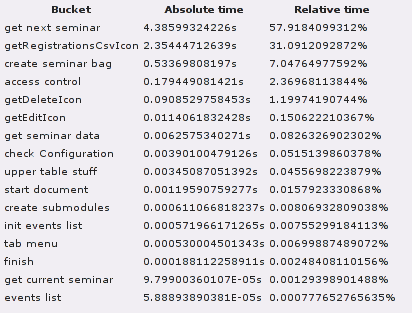 Bucket Absolute time Relative time
get next seminar 4.38599324226s 57.9184099312%
getRegistrationsCsvIcon 2.35444712639s 31.0912092872%
create seminar bag 0.53369808197s 7.04764977592%
access control 0.179449081421s 2.36968113844%
getDeleteIcon 0.0908529758453s 1.19974190744%
getEditIcon 0.0114061832428s 0.150622210367%
get seminar data 0.0062575340271s 0.0826326902302%
check Configuration 0.00390100479126s 0.0515139860378%
upper table stuff 0.00345087051392s 0.0455698223879%
start document 0.00119590759277s 0.0157923330868%
create submodules 0.000611066818237s 0.00806932809038%
init events list 0.000571966171265s 0.00755299184113%
tab menu 0.000530004501343s 0.00699887489072%
finish 0.000188112258911s 0.00248408110156%
get current seminar 9.79900360107E-05s 0.00129398901488%
events list 5.88893890381E-05s 0.000777652765635%